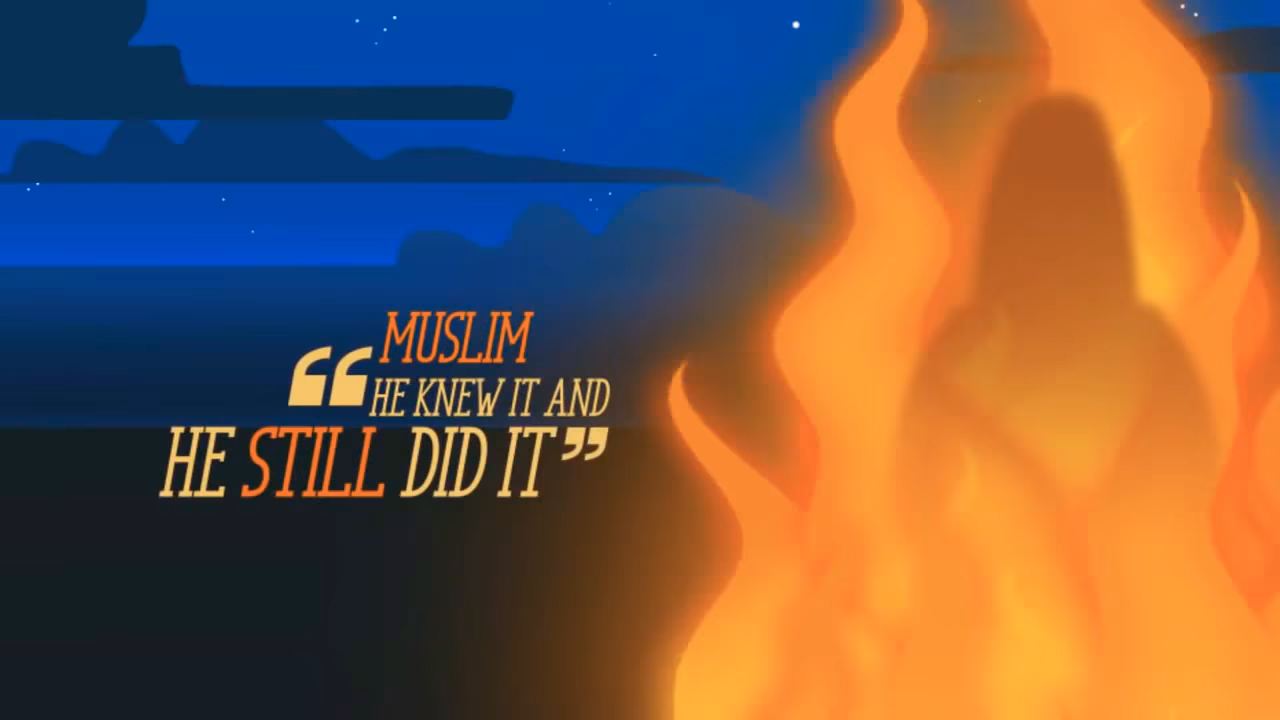 MUSLIM
“HE KNEW IT AND
HE STILL DID IT”